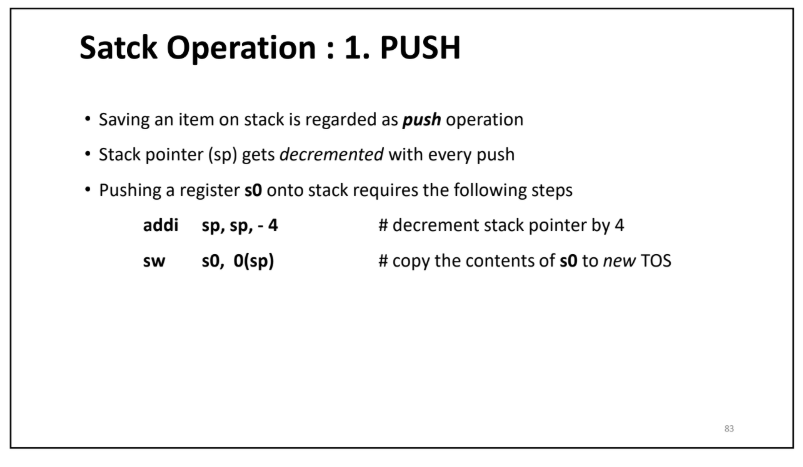 Satck Operation : 1. PUSH
• Saving an item on stack is regarded as push operation
• Stack pointer (sp) gets decremented with every push
• Pushing a register s0 onto stack requires the following steps
addi sp, sp, - 4 # decrement stack pointer by 4
sw s0, 0(sp) # copy the contents of s0 to new TOS
83